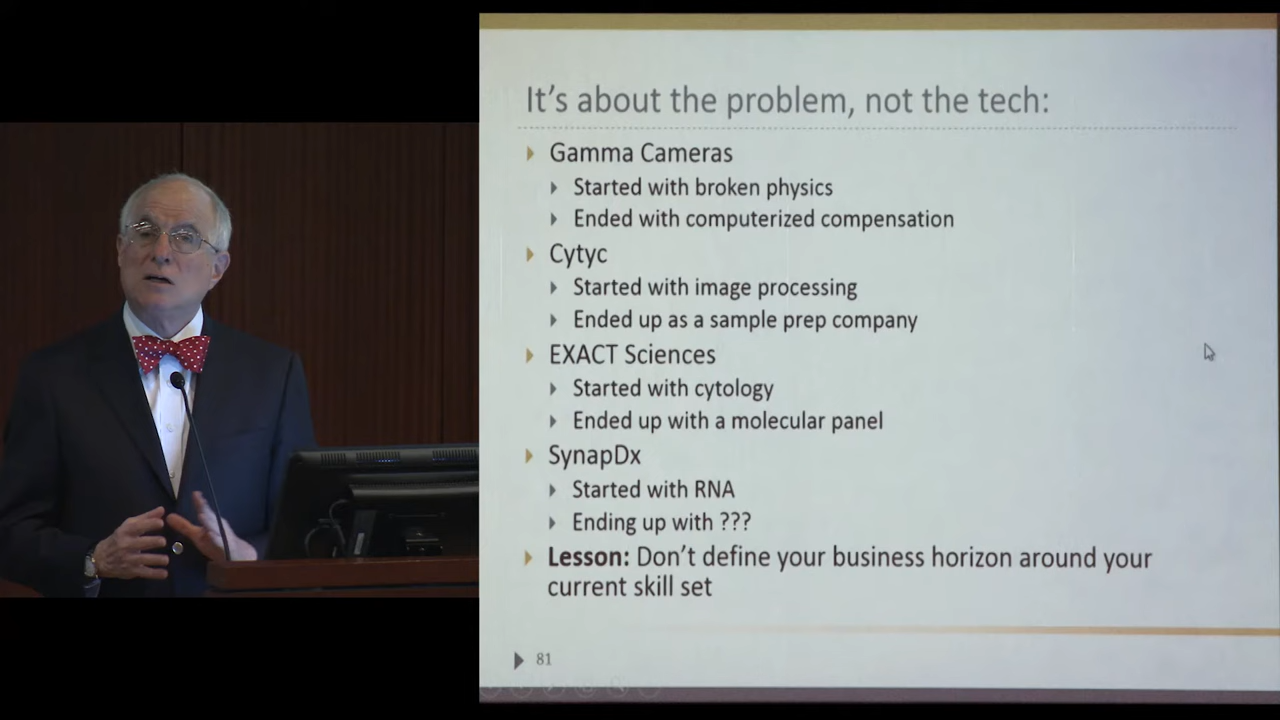 It's about the problem, not the tech:
Gamma Cameras
Started with broken physics
Ended with computerized compensation
Cytyc
Started with image processing
Ended up as a sample prep company
EXACT Sciences
Started with cytology
Ended up with a molecular panel
SynapDx
Started with RNA
Ending up with ???
Lesson: Don't define your business horizon around your
current skill set
81